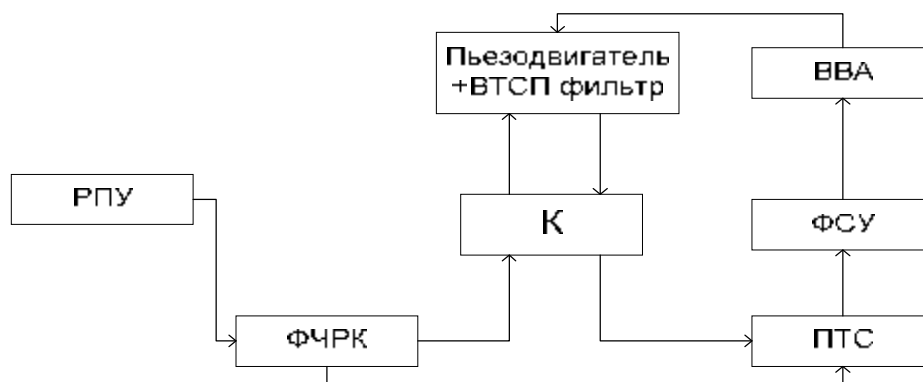 Пьезодвигатель
+ВТСП фильтр
ВВА
РПУ
К
ФСУ
ФЧРК
ПТС